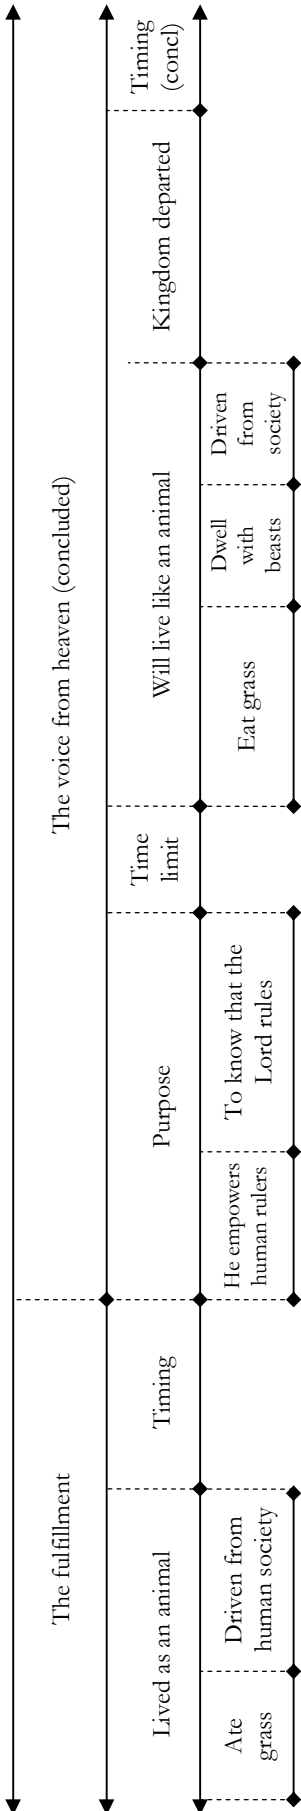 The fulfillment
The voice from heaven (concluded)
Lived as an animal
Timing
Purpose
Time
limit
Will live like an animal
Kingdom departed
Timing
(concl)
Ate
grass
Driven from
human society
He empowers
human rulers
To know that the
Lord rules
Eat grass
Dwell
with
beasts
Driven
from
society